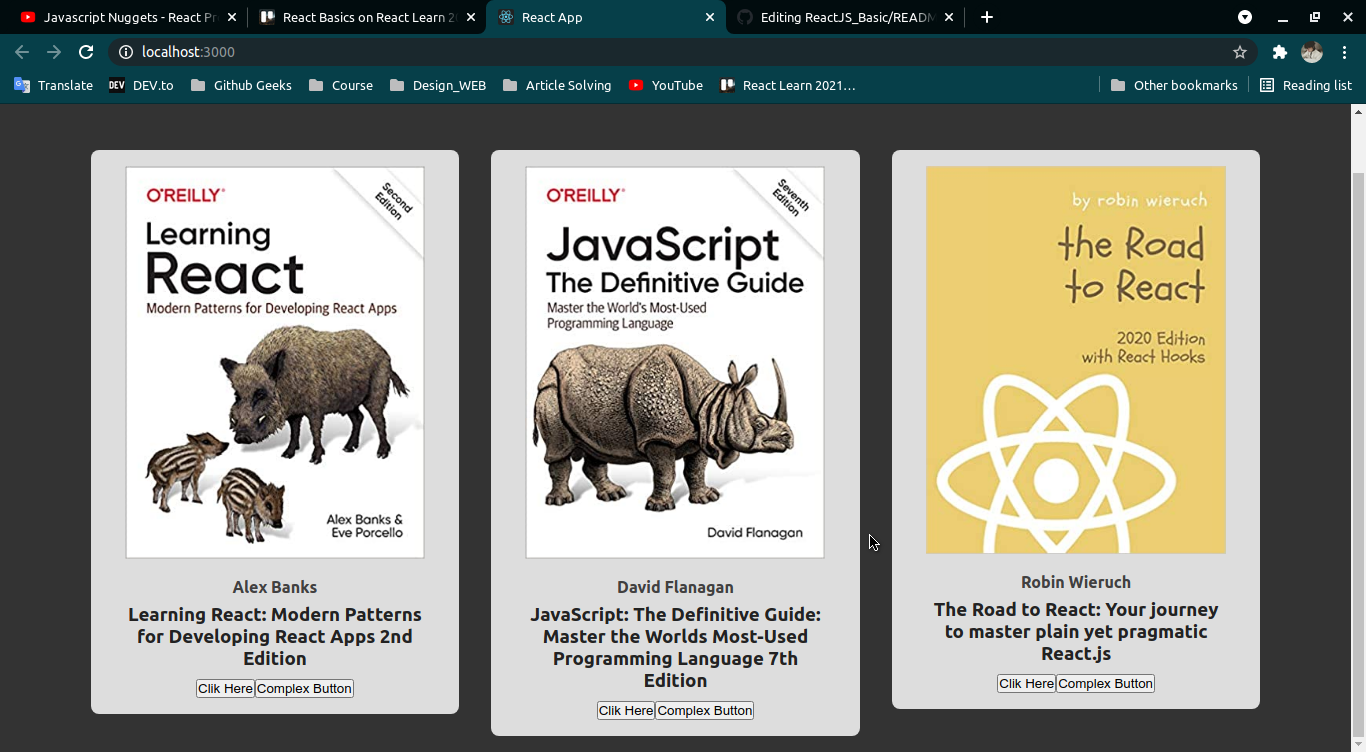 Javascript Nuggets - React Pr
React Basics on React Learn 2
React App
Editing ReactJS_Basic/READM
localhost:3000
Translate
DEV.to
Github Geeks
Course
Design_WEB
Article Solving
YouTube
React Learn 2021…
Other bookmarks
Reading list
O'REILLY®
Second
Edition
Learning
React
Modern Patterns for Developing React Apps
Alex Banks &
Eve Porcello
Alex Banks
Learning React: Modern Patterns
for Developing React Apps 2nd
Edition
Clik Here Complex Button
O'REILLY®
Seventh
Edition
JavaScript
The Definitive Guide
Master the World's Most-Used
Programming Language
David Flanagan
David Flanagan
JavaScript: The Definitive Guide:
Master the Worlds Most-Used
Programming Language 7th
Edition
Clik Here Complex Button
by robin wieruch
the Road
to React
2020 Edition
with React Hooks
Robin Wieruch
The Road to React: Your journey
to master plain yet pragmatic
React.js
Clik Here Complex Button